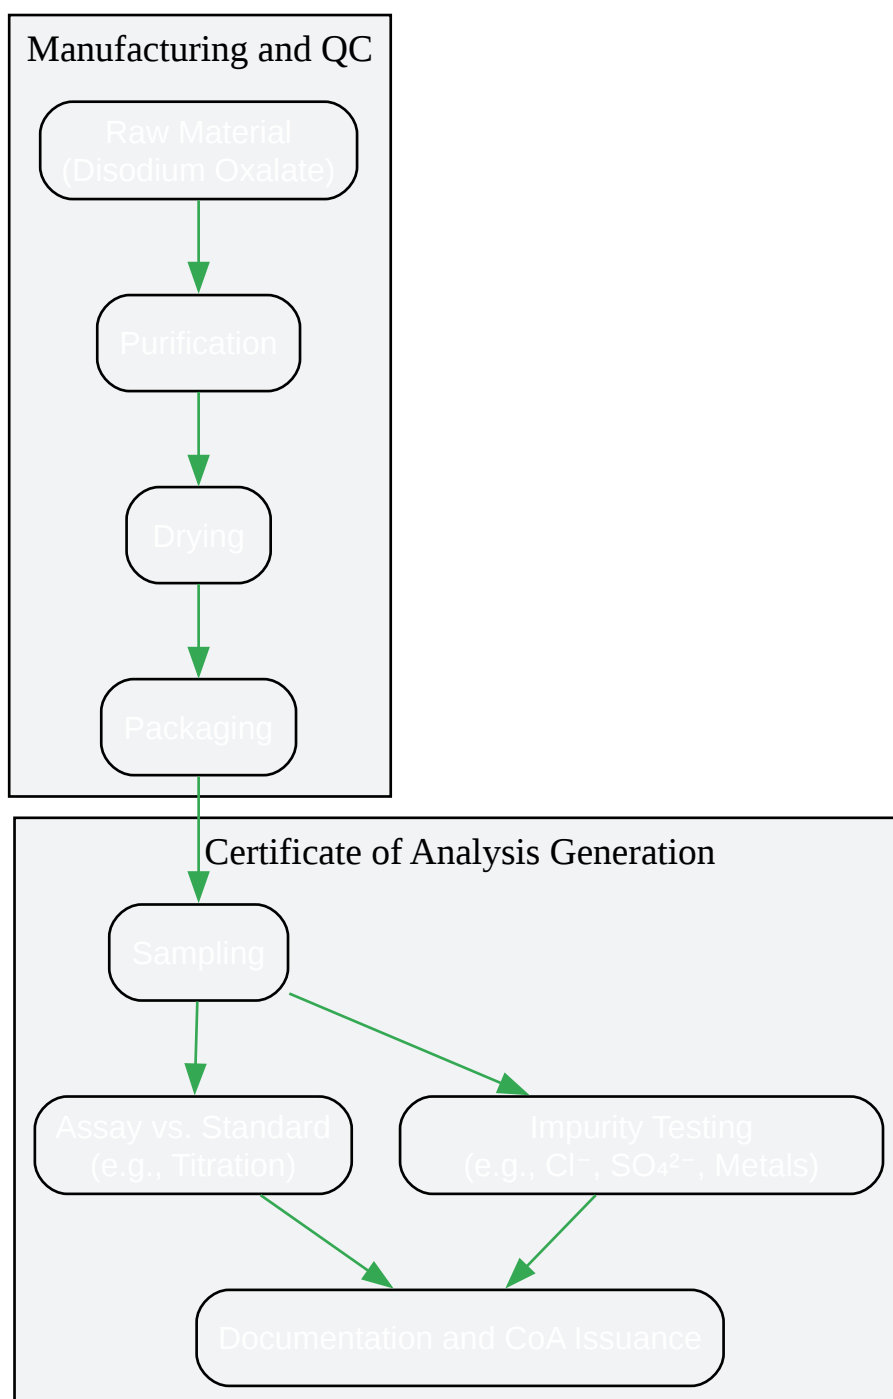 Manufacturing and QC
Raw Material
(Disodium Oxalate)
Purification
Drying
Packaging
Certificate of Analysis Generation
Sampling
Assay vs. Standard
(e.g., Titration)
Impurity Testing
(e.g., Cl⁻, SO₄²⁻, Metals)
Documentation and CoA Issuance